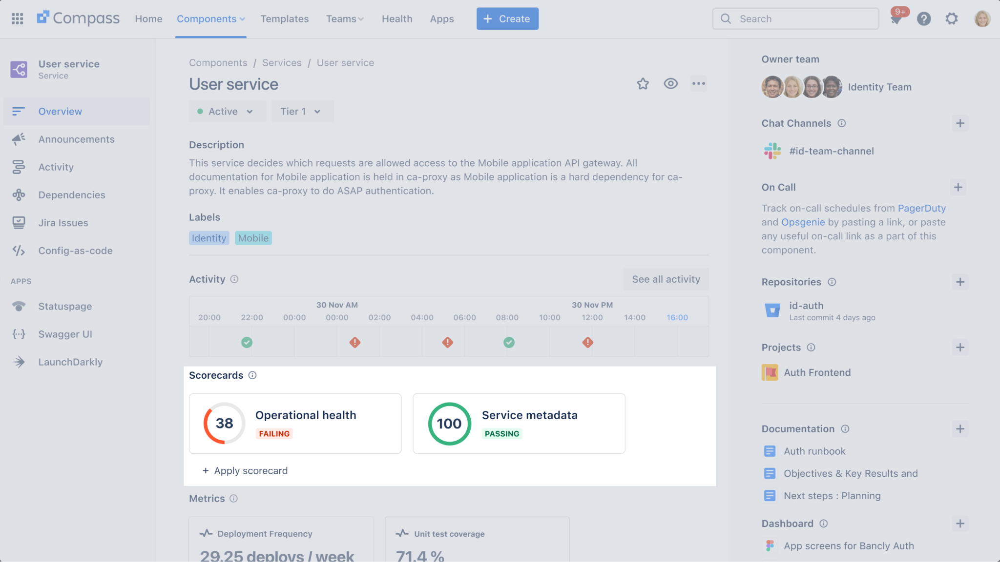 Compass
Home
Components
Templates
Teams
Health
Apps
+ Create
Search
9+
User service
Service
Overview
Announcements
Activity
Dependencies
Jira Issues
Config-as-code
APPS
Statuspage
Swagger UI
LaunchDarkly
Components / Services / User service
User service
Active
Tier 1
Description
This service decides which requests are allowed access to the Mobile application API gateway. All
documentation for Mobile application is held in ca-proxy as Mobile application is a hard dependency for ca-
proxy. It enables ca-proxy to do ASAP authentication.
Labels
Identity Mobile
Activity
See all activity
30 Nov AM 30 Nov PM
20:00 22:00 00:00 00:00 02:00 04:00 06:00 08:00 10:00 12:00 14:00 16:00
Scorecards
38
Operational health
FAILING
100
Service metadata
PASSING
+ Apply scorecard
Metrics
Deployment Frequency
29.25 deploys / week
Unit test coverage
71.4 %
Owner team
Identity Team
Chat Channels
#id-team-channel
On Call
Track on-call schedules from PagerDuty
and Opsgenie by pasting a link, or paste
any useful on-call link as a part of this
component.
Repositories
id-auth
Last commit 4 days ago
Projects
Auth Frontend
Documentation
Auth runbook
Objectives & Key Results and
Next steps : Planning
Dashboard
App screens for Bancly Auth